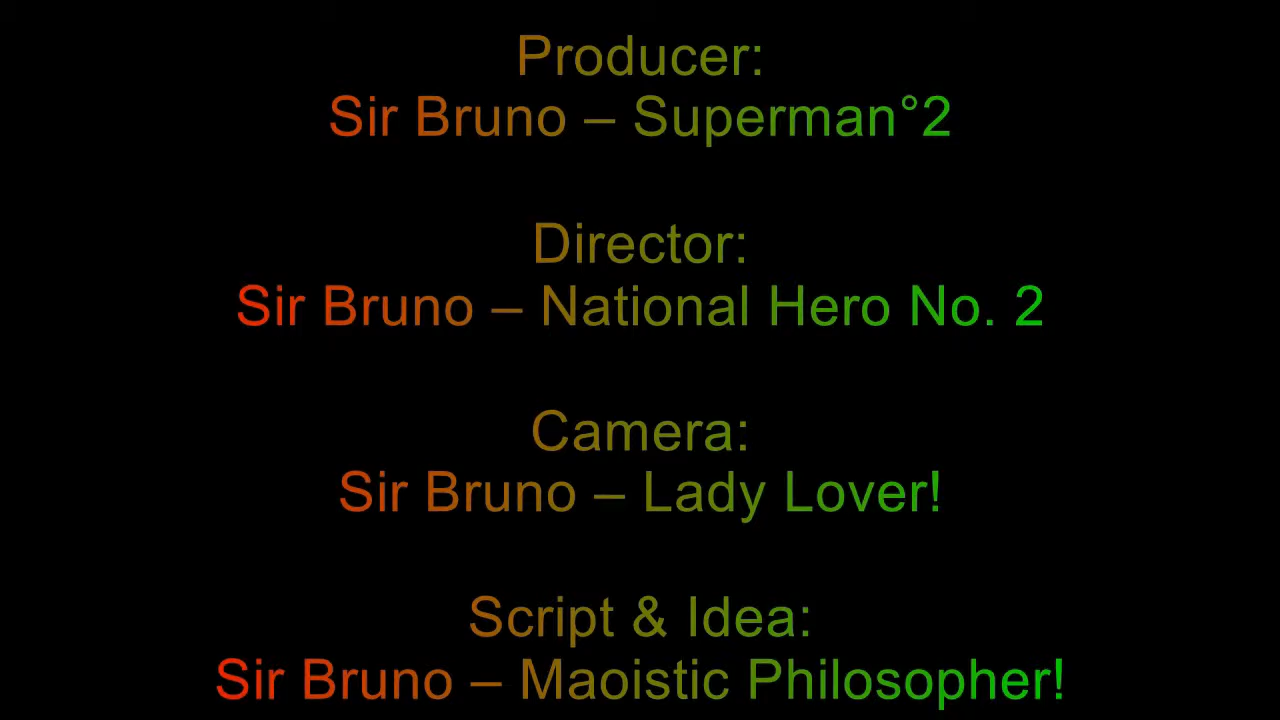 Producer:
Sir Bruno – Superman°2
Director:
Sir Bruno – National Hero No. 2
Camera:
Sir Bruno – Lady Lover!
Script & Idea:
Sir Bruno – Maoistic Philosopher!